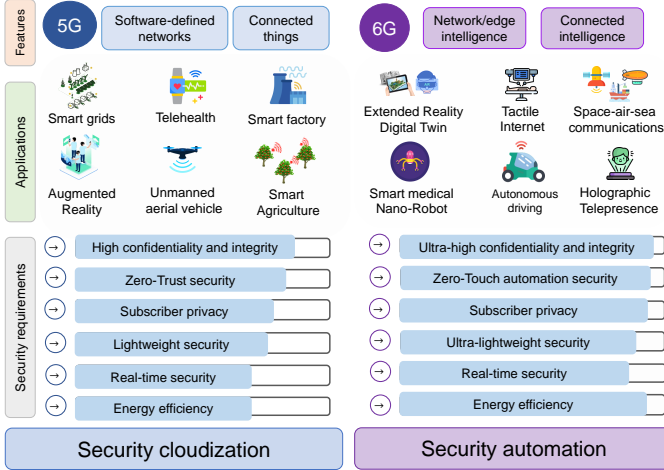 Features
5G
Software-defined
networks
Connected
things
6G
Network/edge
intelligence
Connected
intelligence
Applications
Smart grids
Telehealth
Smart factory
Augmented
Reality
Unmanned
aerial vehicle
Smart
Agriculture
Extended Reality
Digital Twin
Tactile
Internet
Space-air-sea
communications
Smart medical
Nano-Robot
Autonomous
driving
Holographic
Telepresence
Security requirements
High confidentiality and integrity
Zero-Trust security
Subscriber privacy
Lightweight security
Real-time security
Energy efficiency
Ultra-high confidentiality and integrity
Zero-Touch automation security
Subscriber privacy
Ultra-lightweight security
Real-time security
Energy efficiency
Security cloudization
Security automation